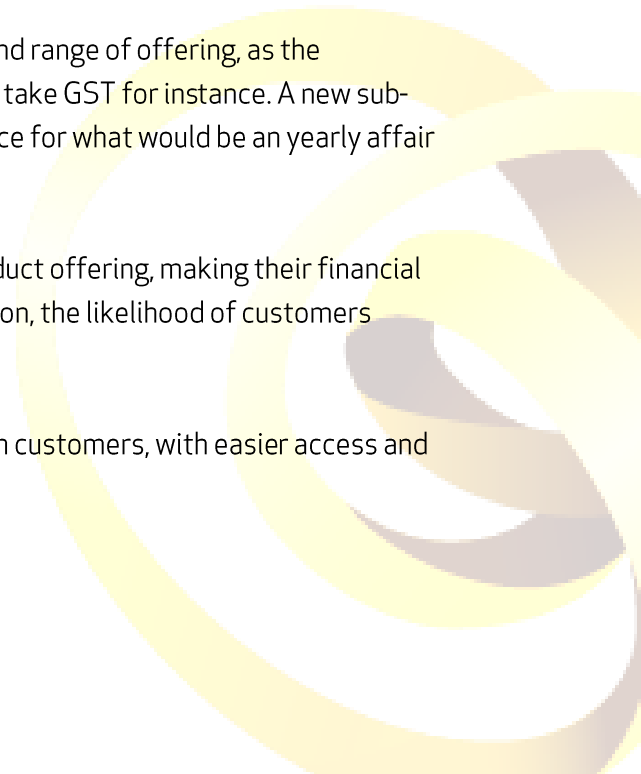 nd range of offering, as the
take GST for instance. A new sub-
ce for what would be an yearly affair
duct offering, making their financial
on, the likelihood of customers
customers, with easier access and